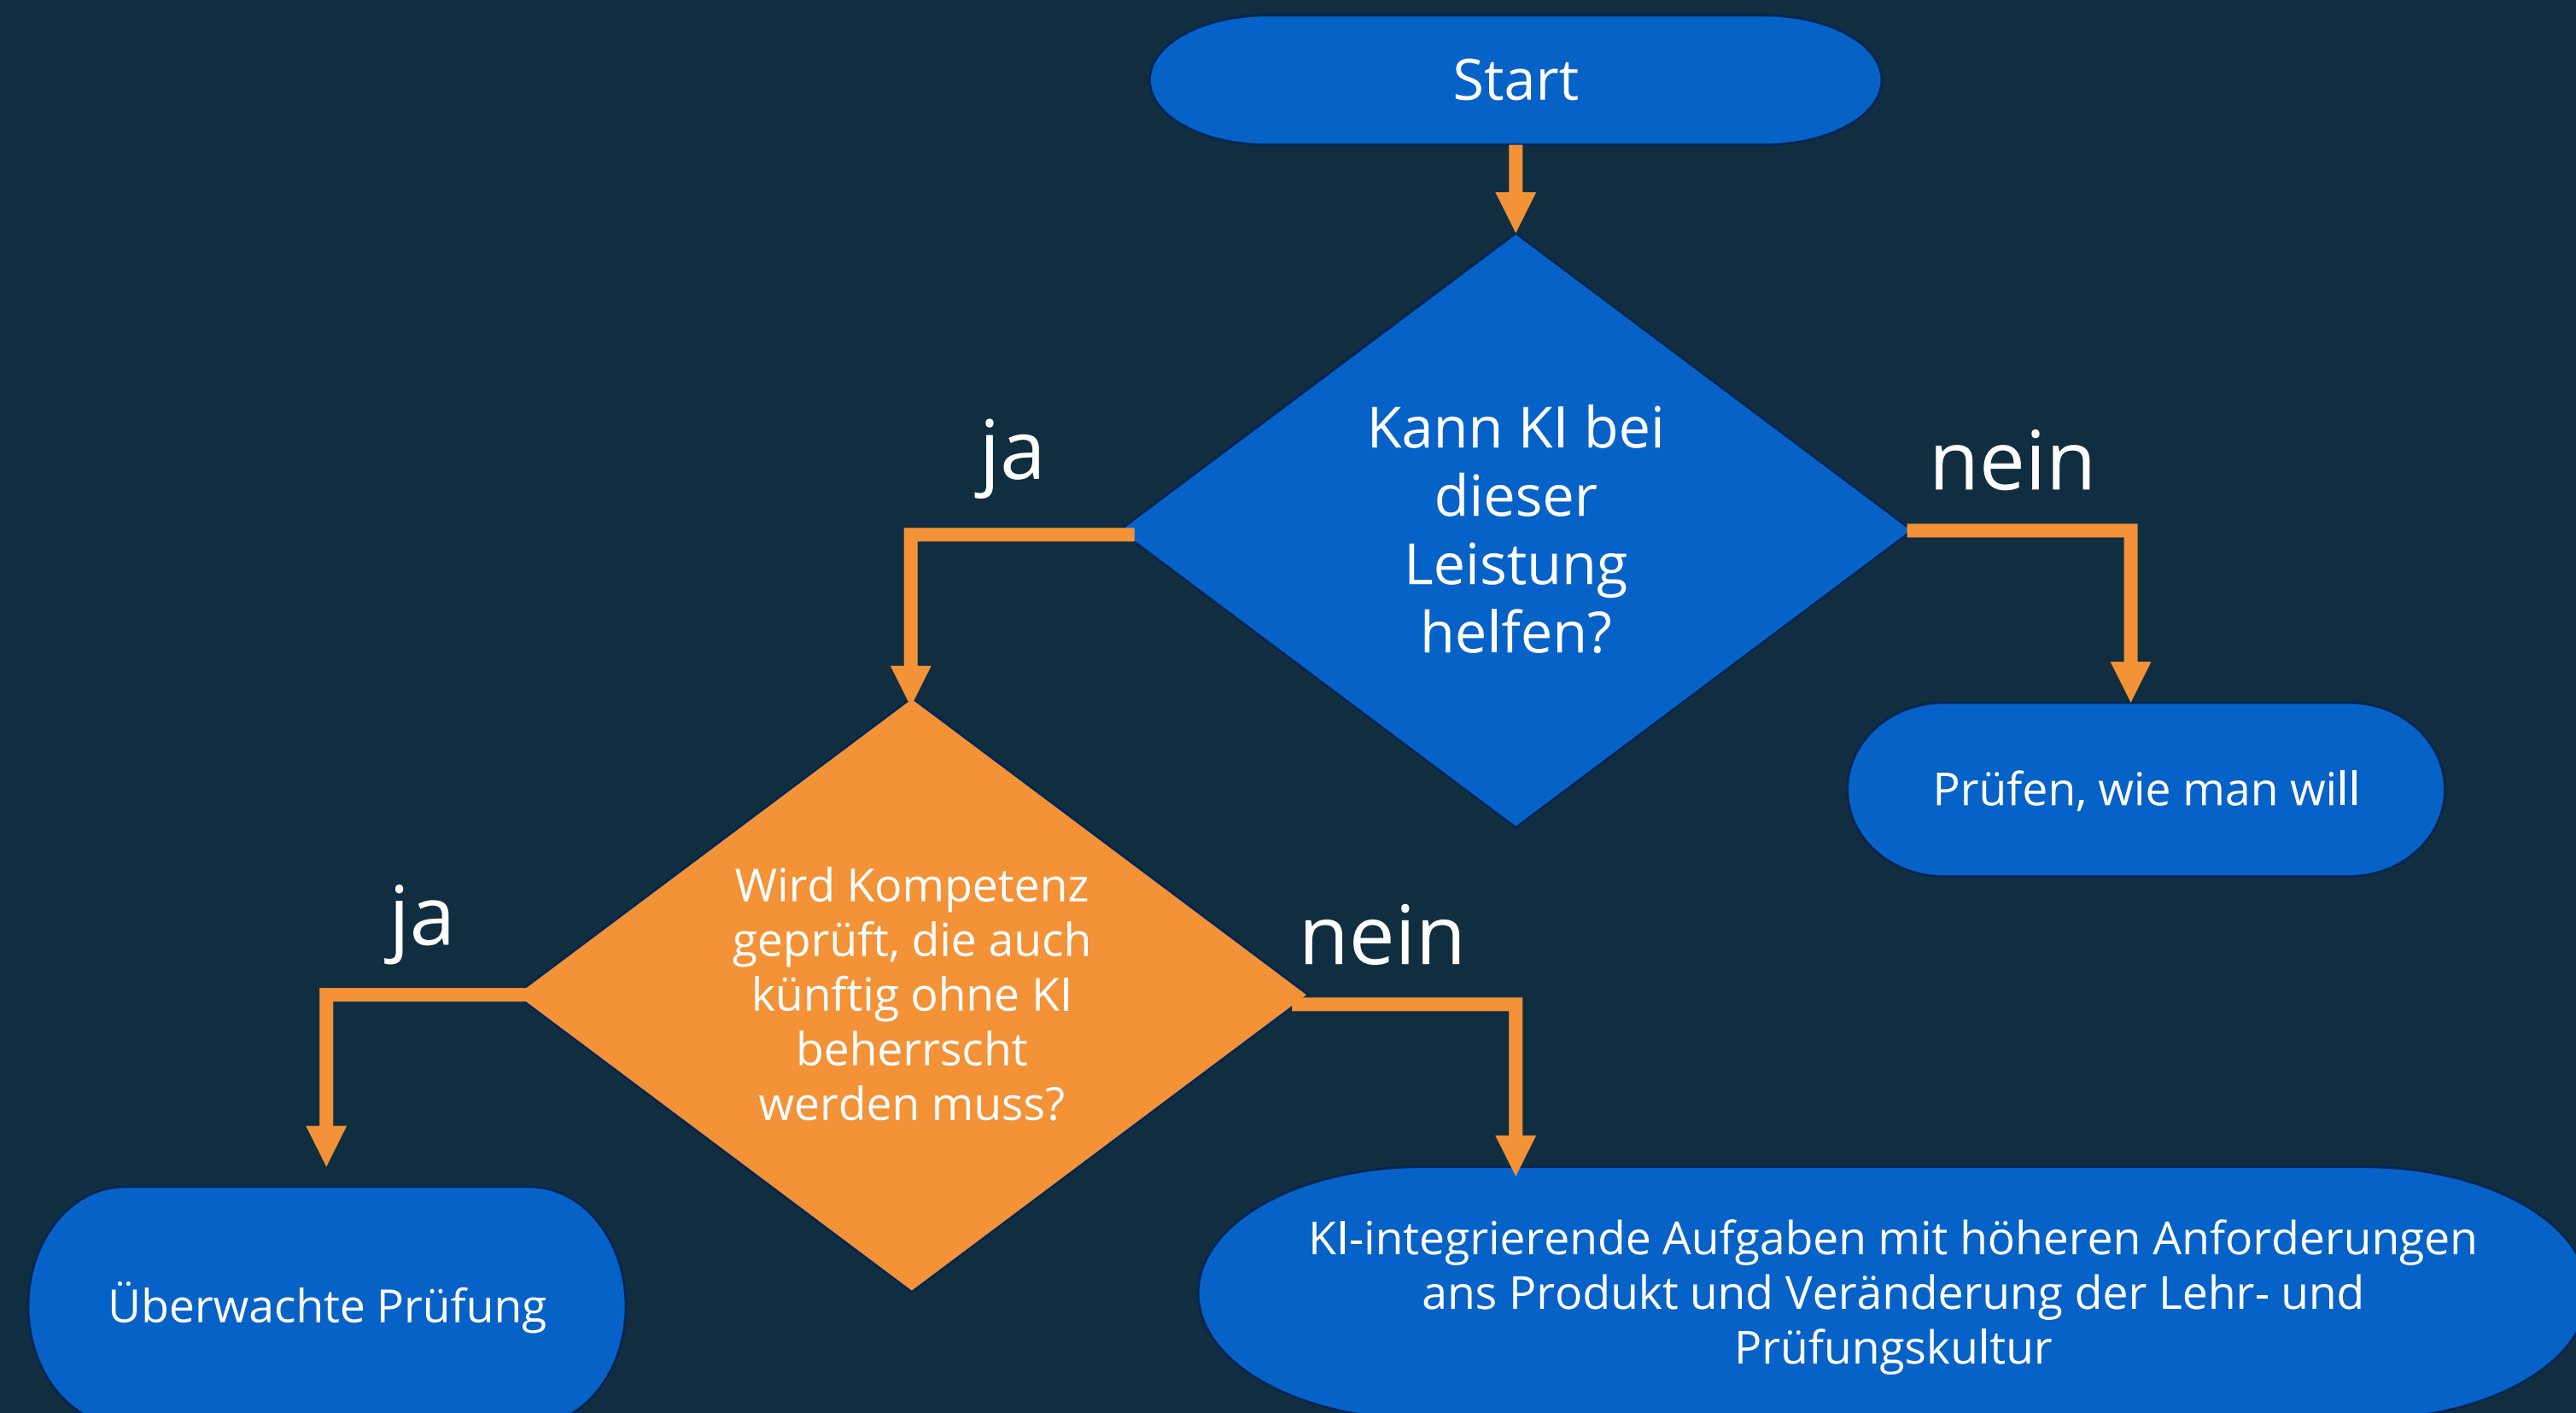 Start
Kann KI bei
dieser
Leistung
helfen?
ja
nein
Prüfen, wie man will
Wird Kompetenz
geprüft, die auch
künftig ohne KI
beherrscht
werden muss?
ja
nein
Überwachte Prüfung
KI-integrierende Aufgaben mit höheren Anforderungen
ans Produkt und Veränderung der Lehr- und
Prüfungskultur